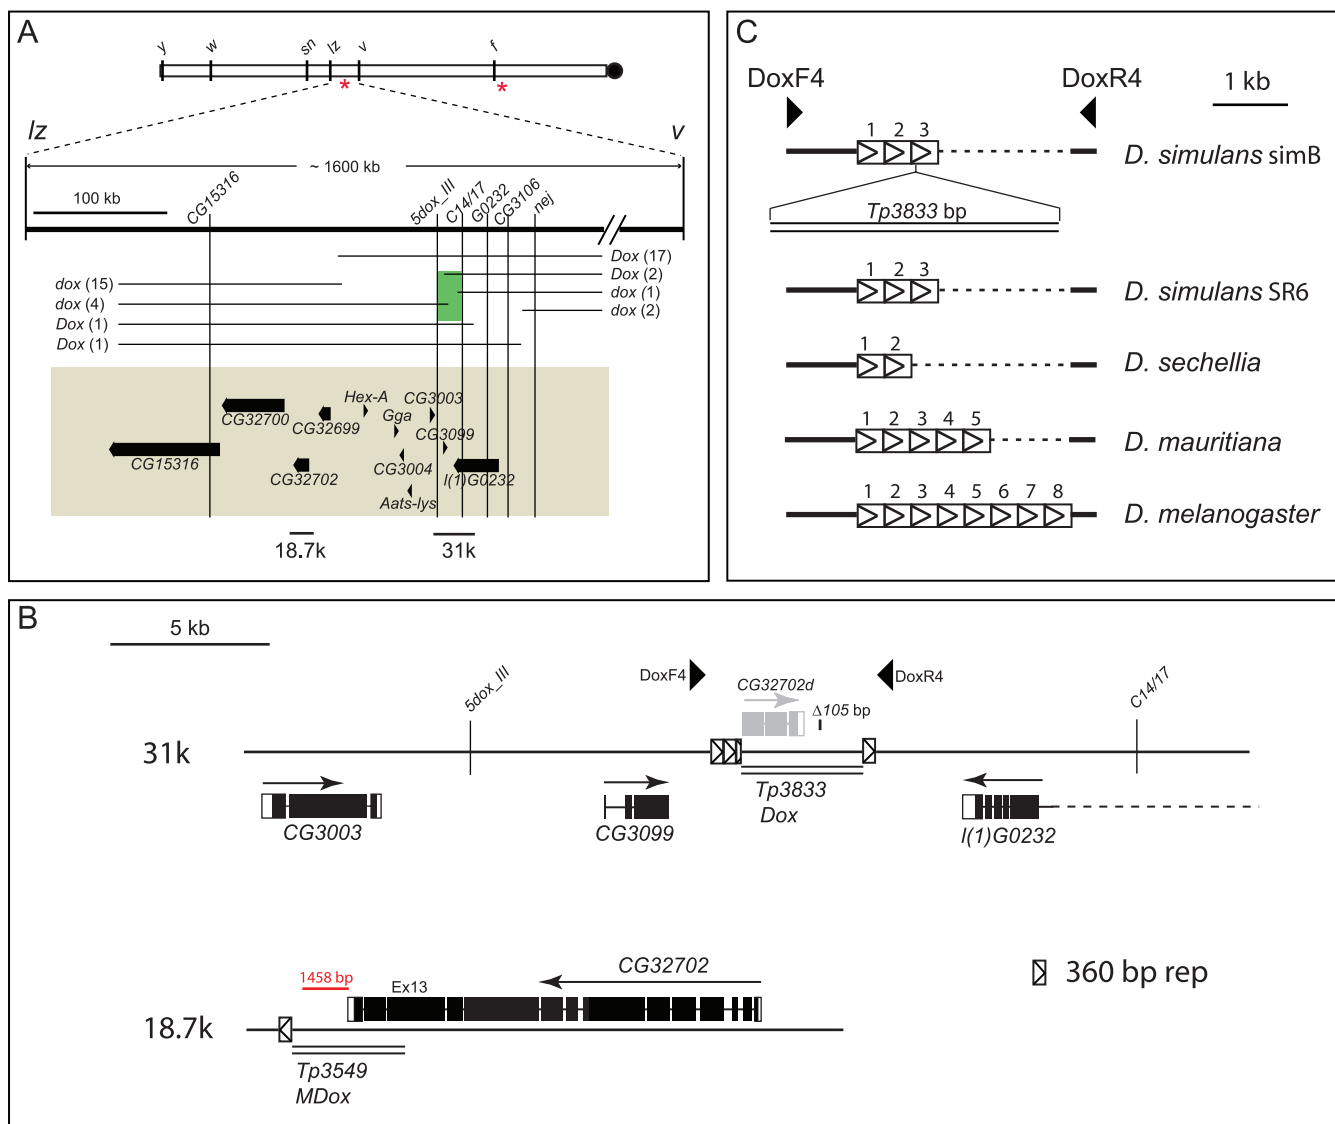 A
y w sn lz v f
* *
lz v
~ 1600 kb
100 kb
CG15316 5dox_III C14/17 G0232 CG3106 nej
Dox (17)
dox (15) Dox (2)
dox (4) dox (1)
Dox (1) dox (2)
Dox (1)
Hex-A CG3003
CG32700 CG32699 Gga CG3099
CG15316 CG32702 CG3004 l(1)G0232
Aats-lys
18.7k 31k
C
DoxF4 DoxR4 1 kb
1 2 3
D. simulans simB
Tp3833 bp
1 2 3
D. simulans SR6
1 2
D. sechellia
1 2 3 4 5
D. mauritiana
1 2 3 4 5 6 7 8
D. melanogaster
B
5 kb
5dox_III DoxF4 DoxR4 C14/17
CG32702d
Δ105 bp
31k
Tp3833
Dox
CG3003 CG3099 l(1)G0232
1458 bp CG32702
Ex13
360 bp rep
18.7k
Tp3549
MDox